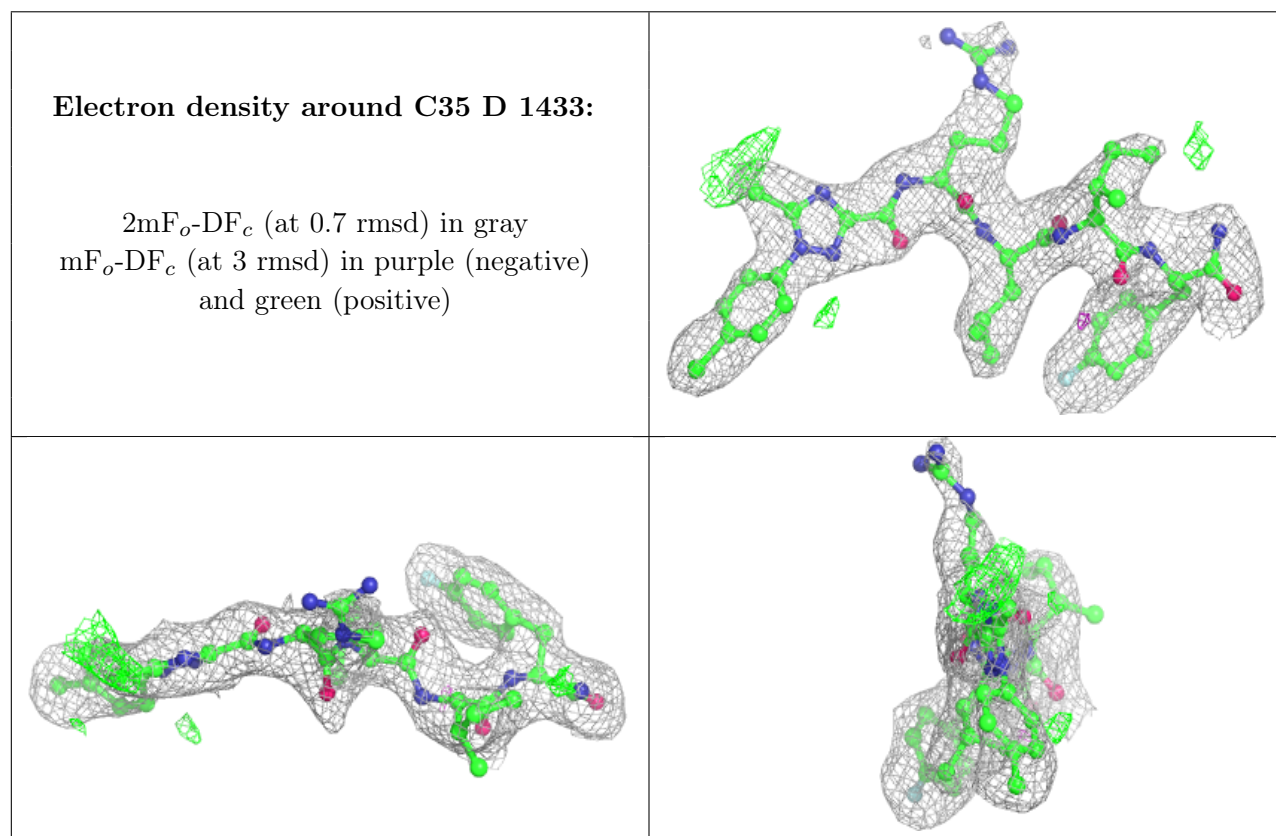 Electron density around C35 D 1433:
2mFo-DFc (at 0.7 rmsd) in gray
mFo-DFc (at 3 rmsd) in purple (negative)
and green (positive)